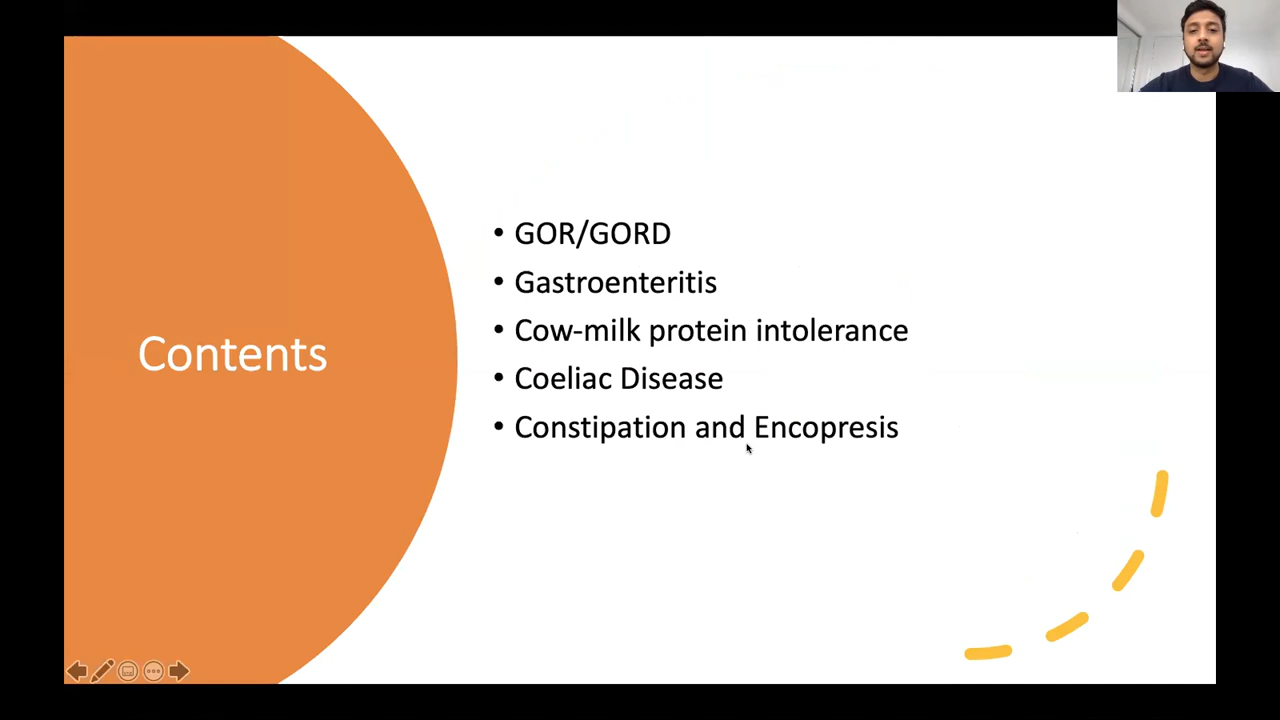 Contents
• GOR/GORD
• Gastroenteritis
• Cow-milk protein intolerance
• Coeliac Disease
• Constipation and Encopresis